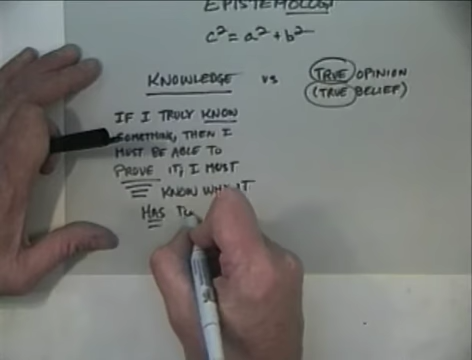 EPISTEMOLOGY
c² = a² + b²
KNOWLEDGE vs TRUE OPINION
(TRUE BELIEF)
IF I TRULY KNOW
SOMETHING, THEN I
MUST BE ABLE TO
PROVE IT; I MUST
KNOW WHY IT
HAS